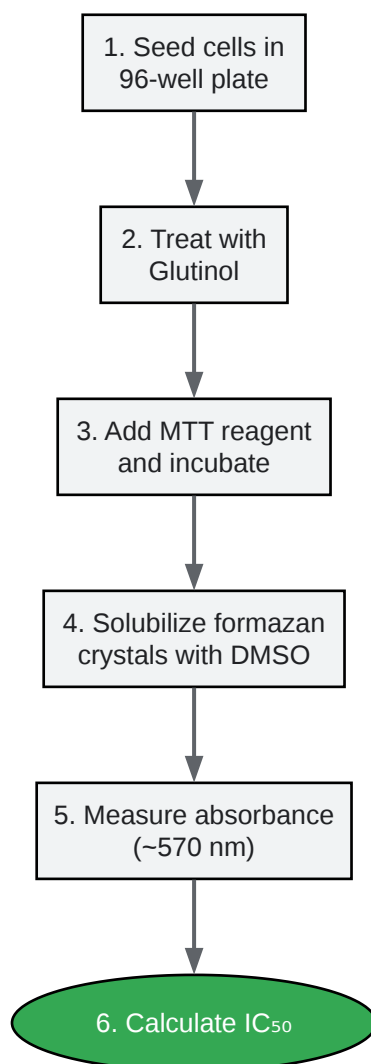 1. Seed cells in
96-well plate
2. Treat with
Glutinol
3. Add MTT reagent
and incubate
4. Solubilize formazan
crystals with DMSO
5. Measure absorbance
(~570 nm)
6. Calculate IC₅₀